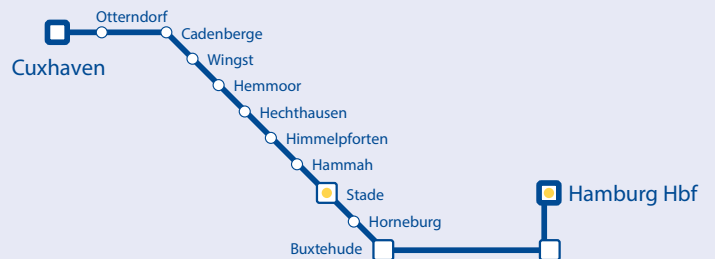 Otterndorf
Cadenberge
Cuxhaven
Wingst
Hemmoor
Hechthausen
Himmelpforten
Hammah
Stade
Hamburg Hbf
Horneburg
Buxtehude